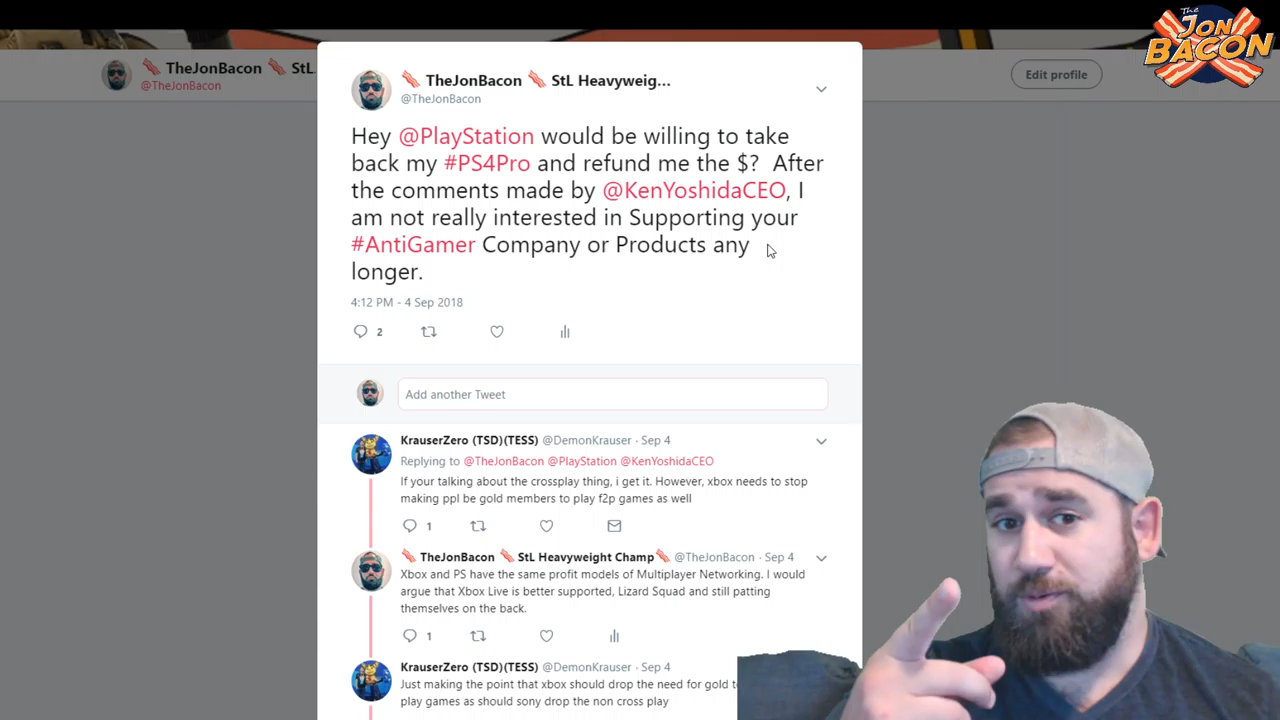 The
JON
BACON
TheJonBacon StL
@TheJonBacon
Edit profile
TheJonBacon StL Heavyweig...
@TheJonBacon
Hey @PlayStation would be willing to take
back my #PS4Pro and refund me the $? After
the comments made by @KenYoshidaCEO, I
am not really interested in Supporting your
#AntiGamer Company or Products any
longer.
4:12 PM - 4 Sep 2018
2
Add another Tweet
KrauserZero (TSD)(TESS) @DemonKrauser · Sep 4
Replying to @TheJonBacon @PlayStation @KenYoshidaCEO
If your talking about the crossplay thing, i get it. However, xbox needs to stop
making ppl be gold members to play f2p games as well
1
TheJonBacon StL Heavyweight Champ @TheJonBacon · Sep 4
Xbox and PS have the same profit models of Multiplayer Networking. I would
argue that Xbox Live is better supported, Lizard Squad and still patting
themselves on the back.
1
KrauserZero (TSD)(TESS) @DemonKrauser · Sep 4
Just making the point that xbox should drop the need for gold
play games as should sony drop the non cross play